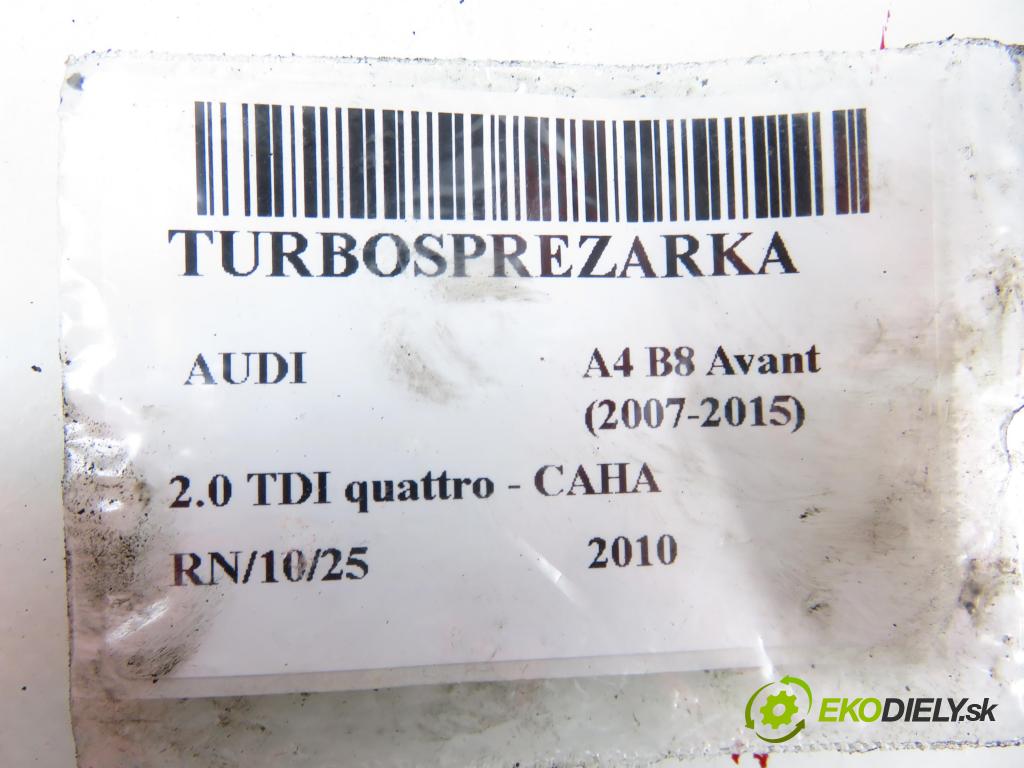 TURBOSPREZARKA
AUDI
A4 B8 Avant
(2007-2015)
2.0 TDI quattro - CAHA
RN/10/25
2010
EKODIELY.sk